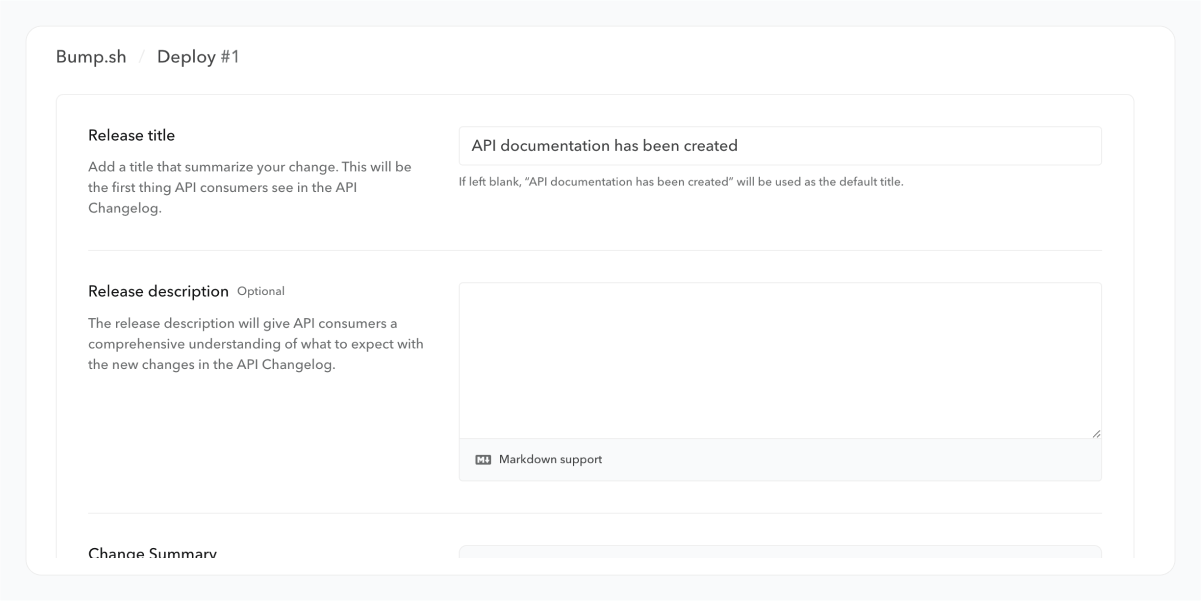 Bump.sh / Deploy #1
Release title
Add a title that summarize your change. This will be
the first thing API consumers see in the API
Changelog.
API documentation has been created
If left blank, “API documentation has been created” will be used as the default title.
Release description Optional
The release description will give API consumers a
comprehensive understanding of what to expect with
the new changes in the API Changelog.
Markdown support
Change Summary